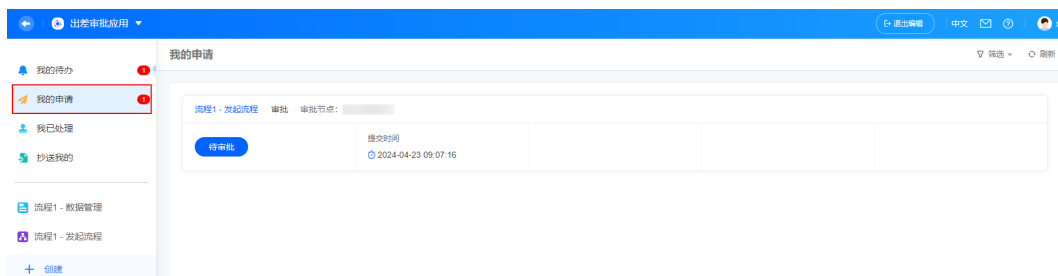 出差审批应用 退出编辑 中文
我的待办 1
我的申请 1
我已处理
抄送我的
流程1 - 数据管理
流程1 - 发起流程
创建
我的申请 筛选 刷新
流程1 - 发起流程 审批 审批节点：
待审批
提交时间
2024-04-23 09:07:16